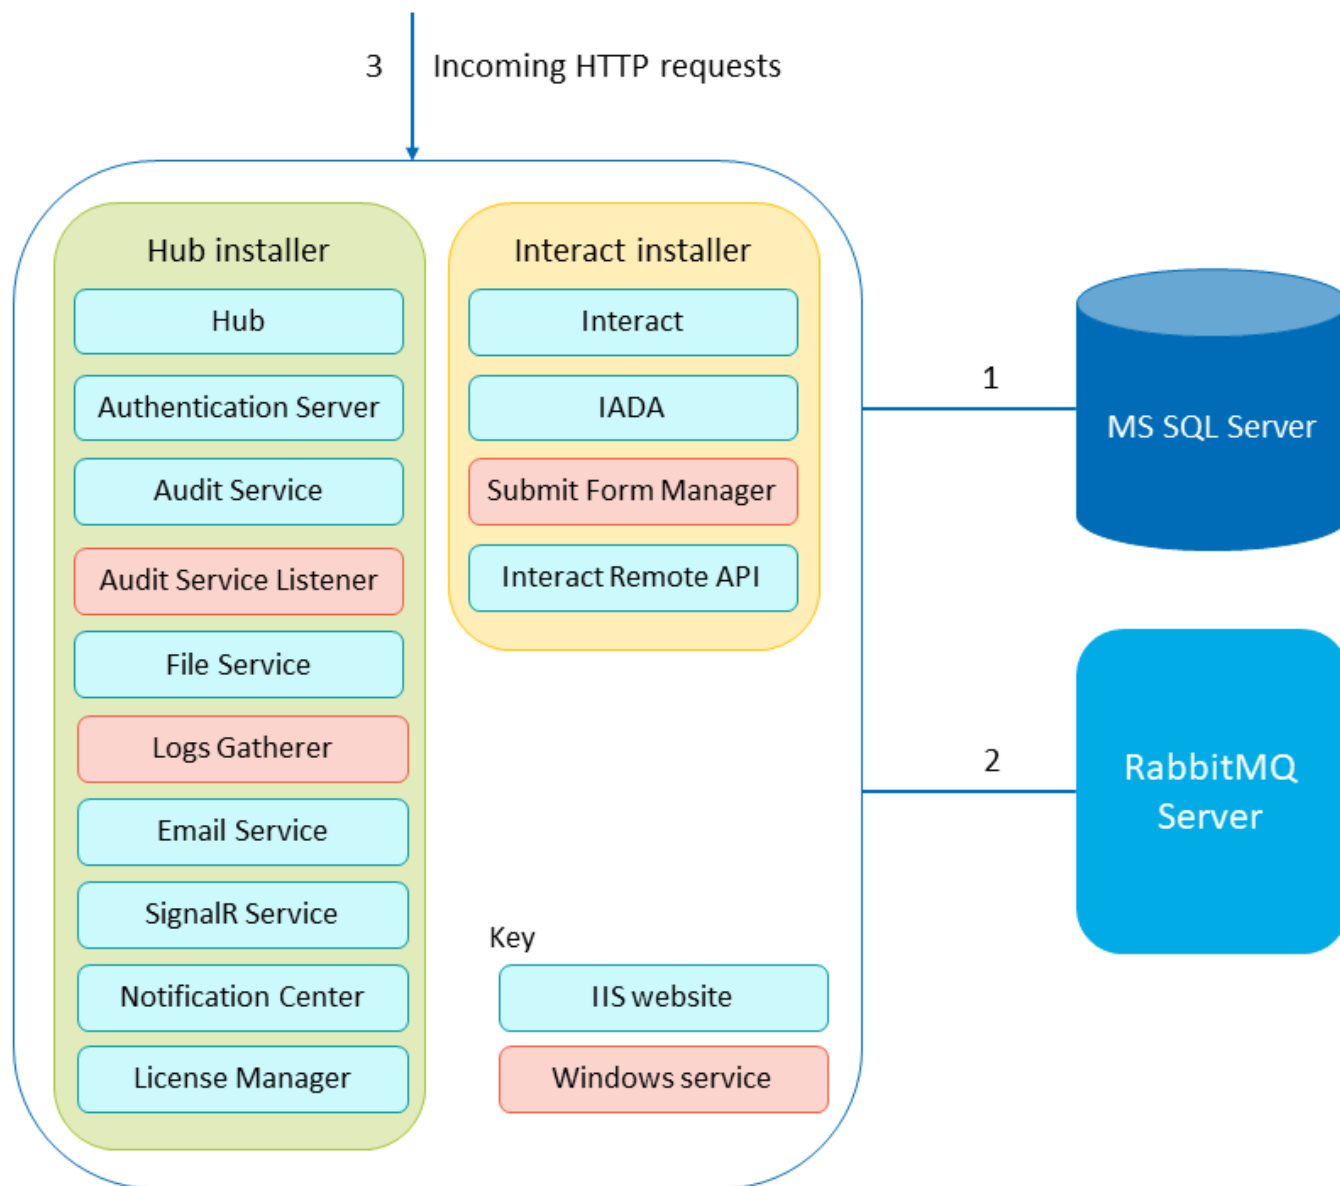 3 Incoming HTTP requests
Hub installer
Hub
Authentication Server
Audit Service
Audit Service Listener
File Service
Logs Gatherer
Email Service
SignalR Service
Notification Center
License Manager
Interact installer
Interact
IADA
Submit Form Manager
Interact Remote API
Key
IIS website
Windows service
1
MS SQL Server
2
RabbitMQ
Server